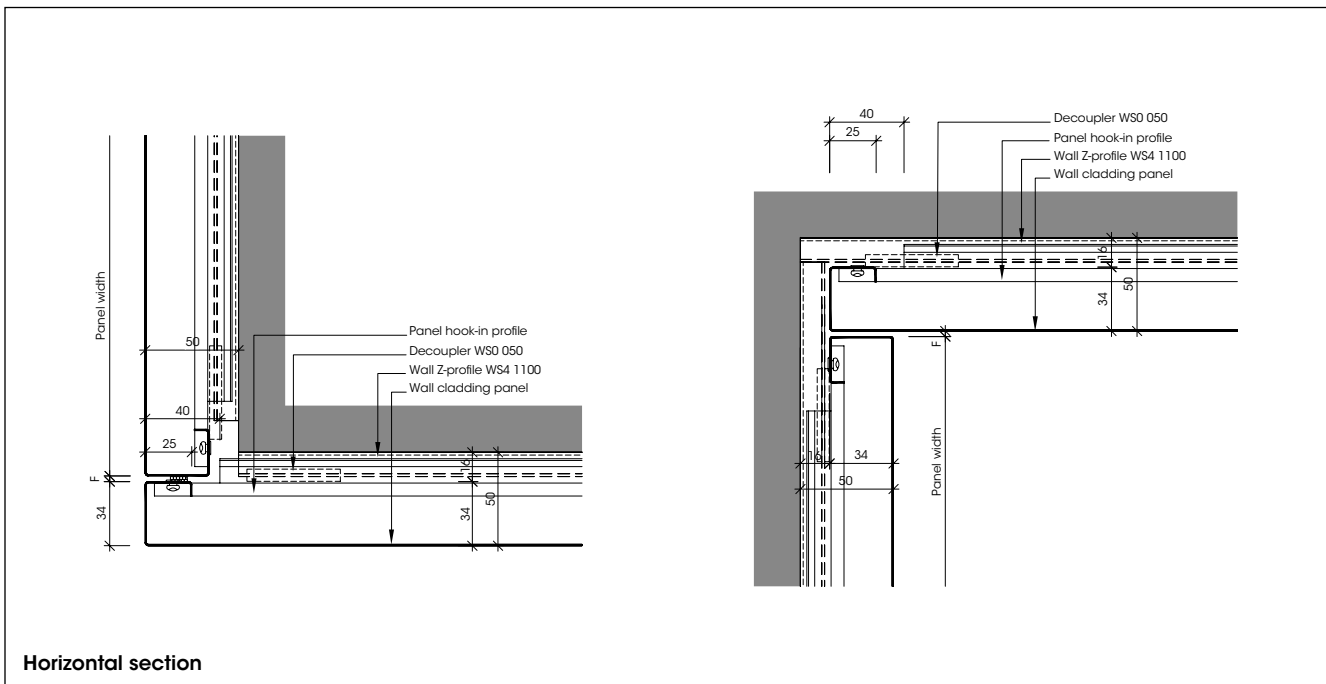 Panel width
50
40
25
F
34
Panel hook-in profile
Decoupler WS0 050
Wall Z-profile WS4 1100
Wall cladding panel
16
34
50
40
25
Decoupler WS0 050
Panel hook-in profile
Wall Z-profile WS4 1100
Wall cladding panel
16
34
50
F
16
34
50
Panel width
Horizontal section